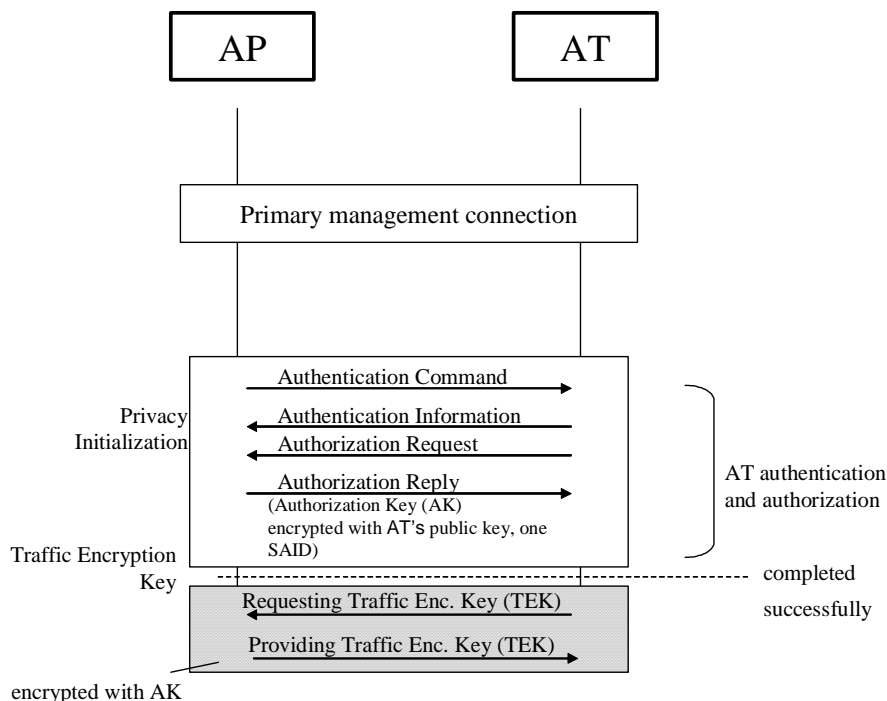 AP
AT
Primary management connection
Authentication Command
Privacy
Initialization
Authentication Information
Authorization Request
Authorization Reply
(Authorization Key (AK)
encrypted with AT's public key, one
SAID)
AT authentication
and authorization
Traffic Encryption
Key
completed
successfully
Requesting Traffic Enc. Key (TEK)
Providing Traffic Enc. Key (TEK)
encrypted with AK